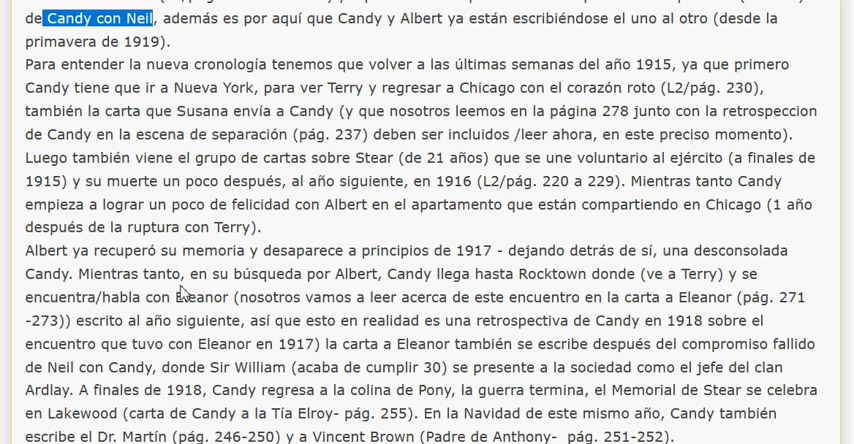 de Candy con Neil, además es por aquí que Candy y Albert ya están escribiéndose el uno al otro (desde la
primavera de 1919).
Para entender la nueva cronología tenemos que volver a las últimas semanas del año 1915, ya que primero
Candy tiene que ir a Nueva York, para ver Terry y regresar a Chicago con el corazón roto (L2/pág. 230),
también la carta que Susana envía a Candy (y que nosotros leemos en la página 278 junto con la retrospeccion
de Candy en la escena de separación (pág. 237) deben ser incluidos /leer ahora, en este preciso momento).
Luego también viene el grupo de cartas sobre Stear (de 21 años) que se une voluntario al ejército (a finales de
1915) y su muerte un poco después, al año siguiente, en 1916 (L2/pág. 220 a 229). Mientras tanto Candy
empieza a lograr un poco de felicidad con Albert en el apartamento que están compartiendo en Chicago (1 año
después de la ruptura con Terry).
Albert ya recuperó su memoria y desaparece a principios de 1917 - dejando detrás de sí, una desconsolada
Candy. Mientras tanto, en su búsqueda por Albert, Candy llega hasta Rocktown donde (ve a Terry) y se
encuentra/habla con Eleanor (nosotros vamos a leer acerca de este encuentro en la carta a Eleanor (pág. 271
-273)) escrito al año siguiente, así que esto en realidad es una retrospectiva de Candy en 1918 sobre el
encuentro que tuvo con Eleanor en 1917) la carta a Eleanor también se escribe después del compromiso fallido
de Neil con Candy, donde Sir William (acaba de cumplir 30) se presente a la sociedad como el jefe del clan
Ardlay. A finales de 1918, Candy regresa a la colina de Pony, la guerra termina, el Memorial de Stear se celebra
en Lakewood (carta de Candy a la Tía Elroy- pág. 255). En la Navidad de este mismo año, Candy también
escribe el Dr. Martín (pág. 246-250) y a Vincent Brown (Padre de Anthony- pág. 251-252).